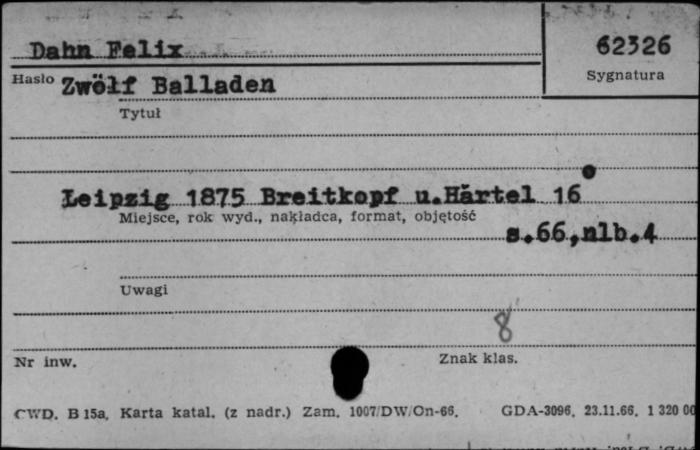 Dahn Felix
62326
Sygnatura
Hasło Zwölf Balladen
Tytuł
Leipzig 1875 Breitkopf u.Härtel 16°
Miejsce, rok wyd., nakładca, format, objętość
s.66,nlb.4
Uwagi
8
Nr inw.
Znak klas.
CWD. B 15a. Karta katal. (z nadr.) Zam. 1007/DW/On-66. GDA-3096. 23.11.66. 1 320 00